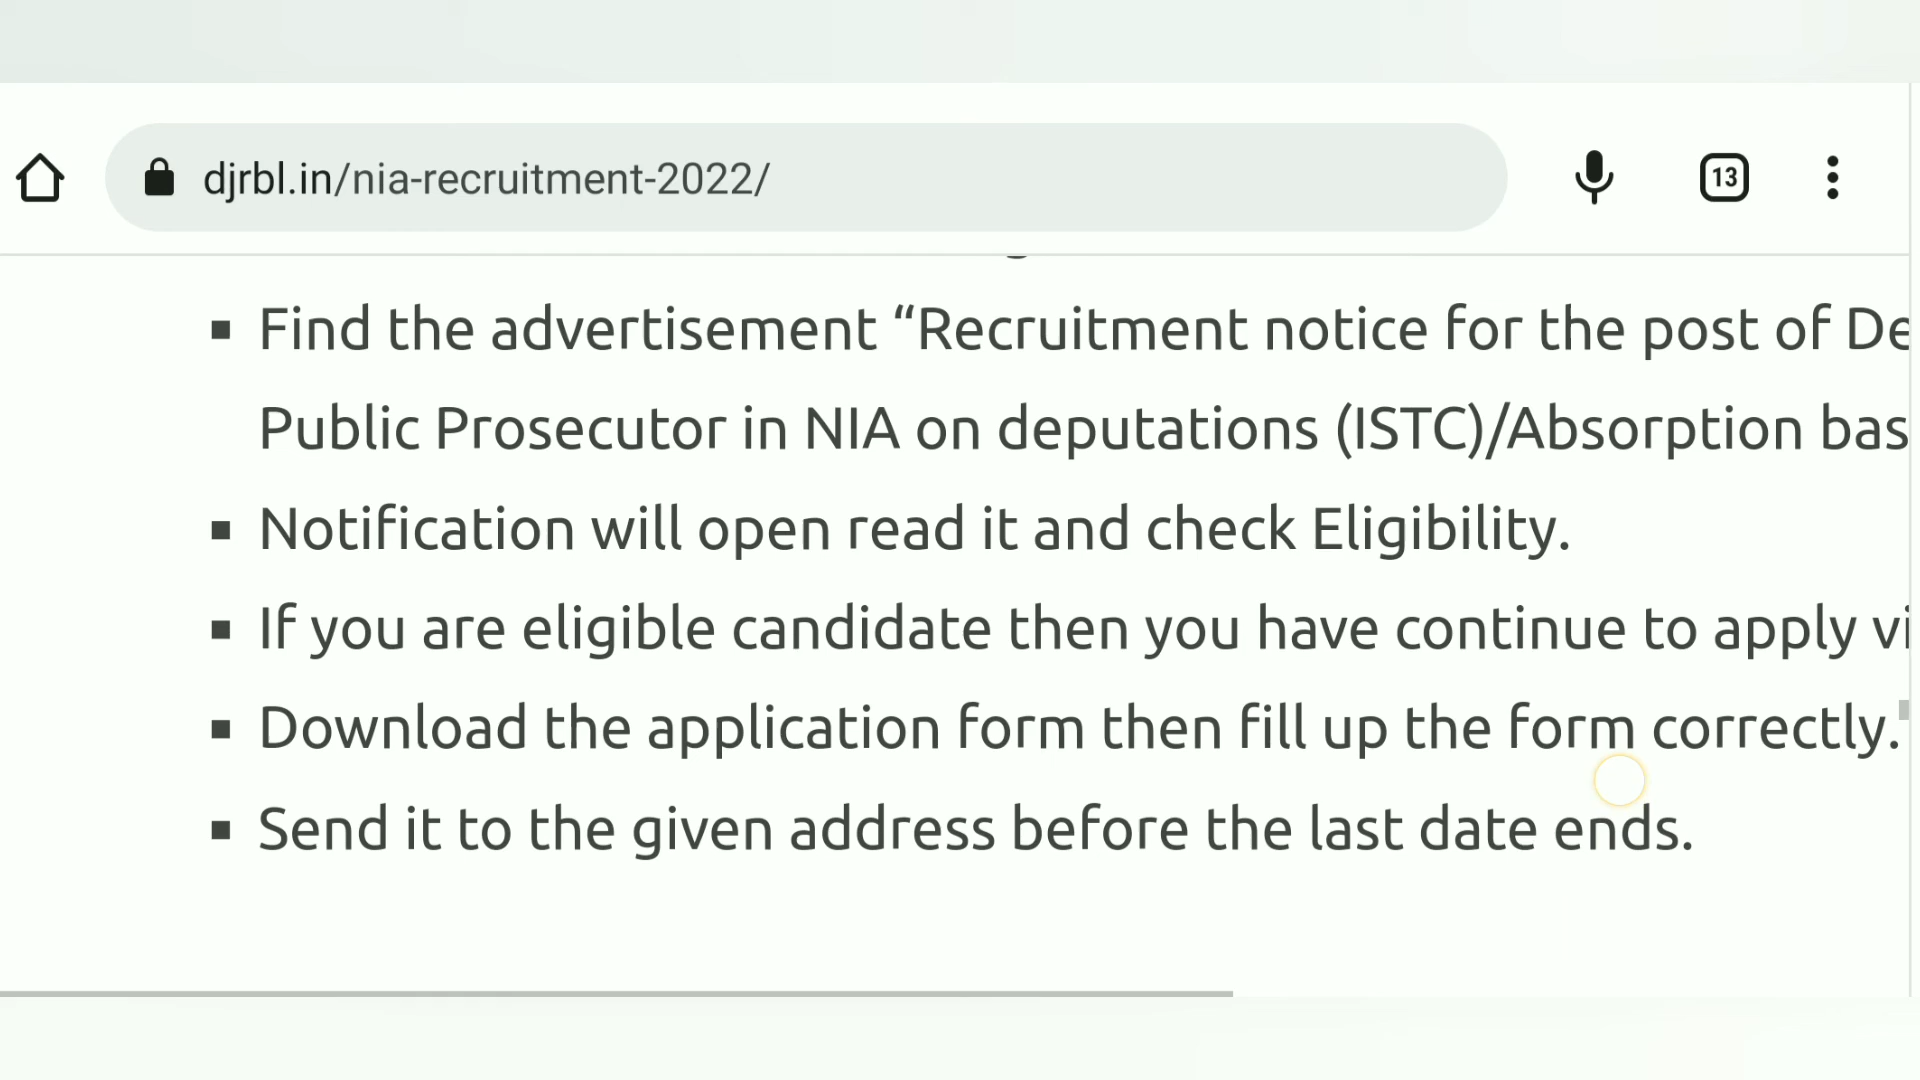 djrbl.in/nia-recruitment-2022/
13
▪ Find the advertisement “Recruitment notice for the post of De
Public Prosecutor in NIA on deputations (ISTC)/Absorption bas
▪ Notification will open read it and check Eligibility.
▪ If you are eligible candidate then you have continue to apply vi
▪ Download the application form then fill up the form correctly.
▪ Send it to the given address before the last date ends.